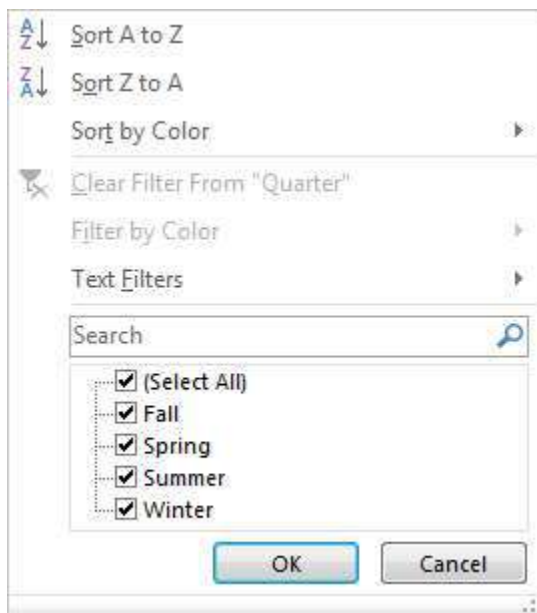 Sort A to Z
Sort Z to A
Sort by Color
Clear Filter From "Quarter"
Filter by Color
Text Filters
Search
(Select All)
Fall
Spring
Summer
Winter
OK Cancel